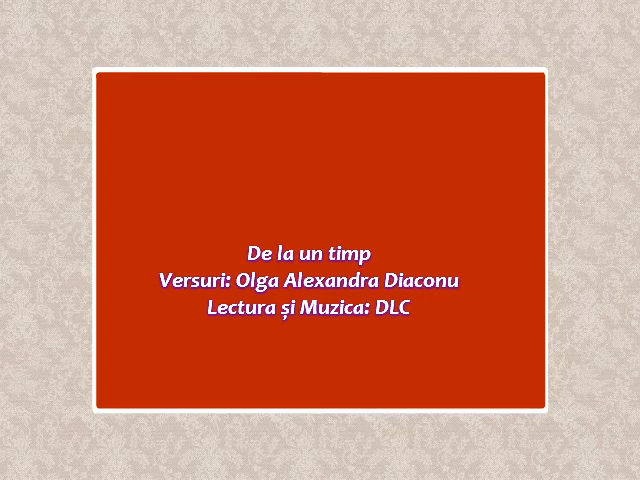 De la un timp
Versuri: Olga Alexandra Diaconu
Lectura și Muzica: DLC